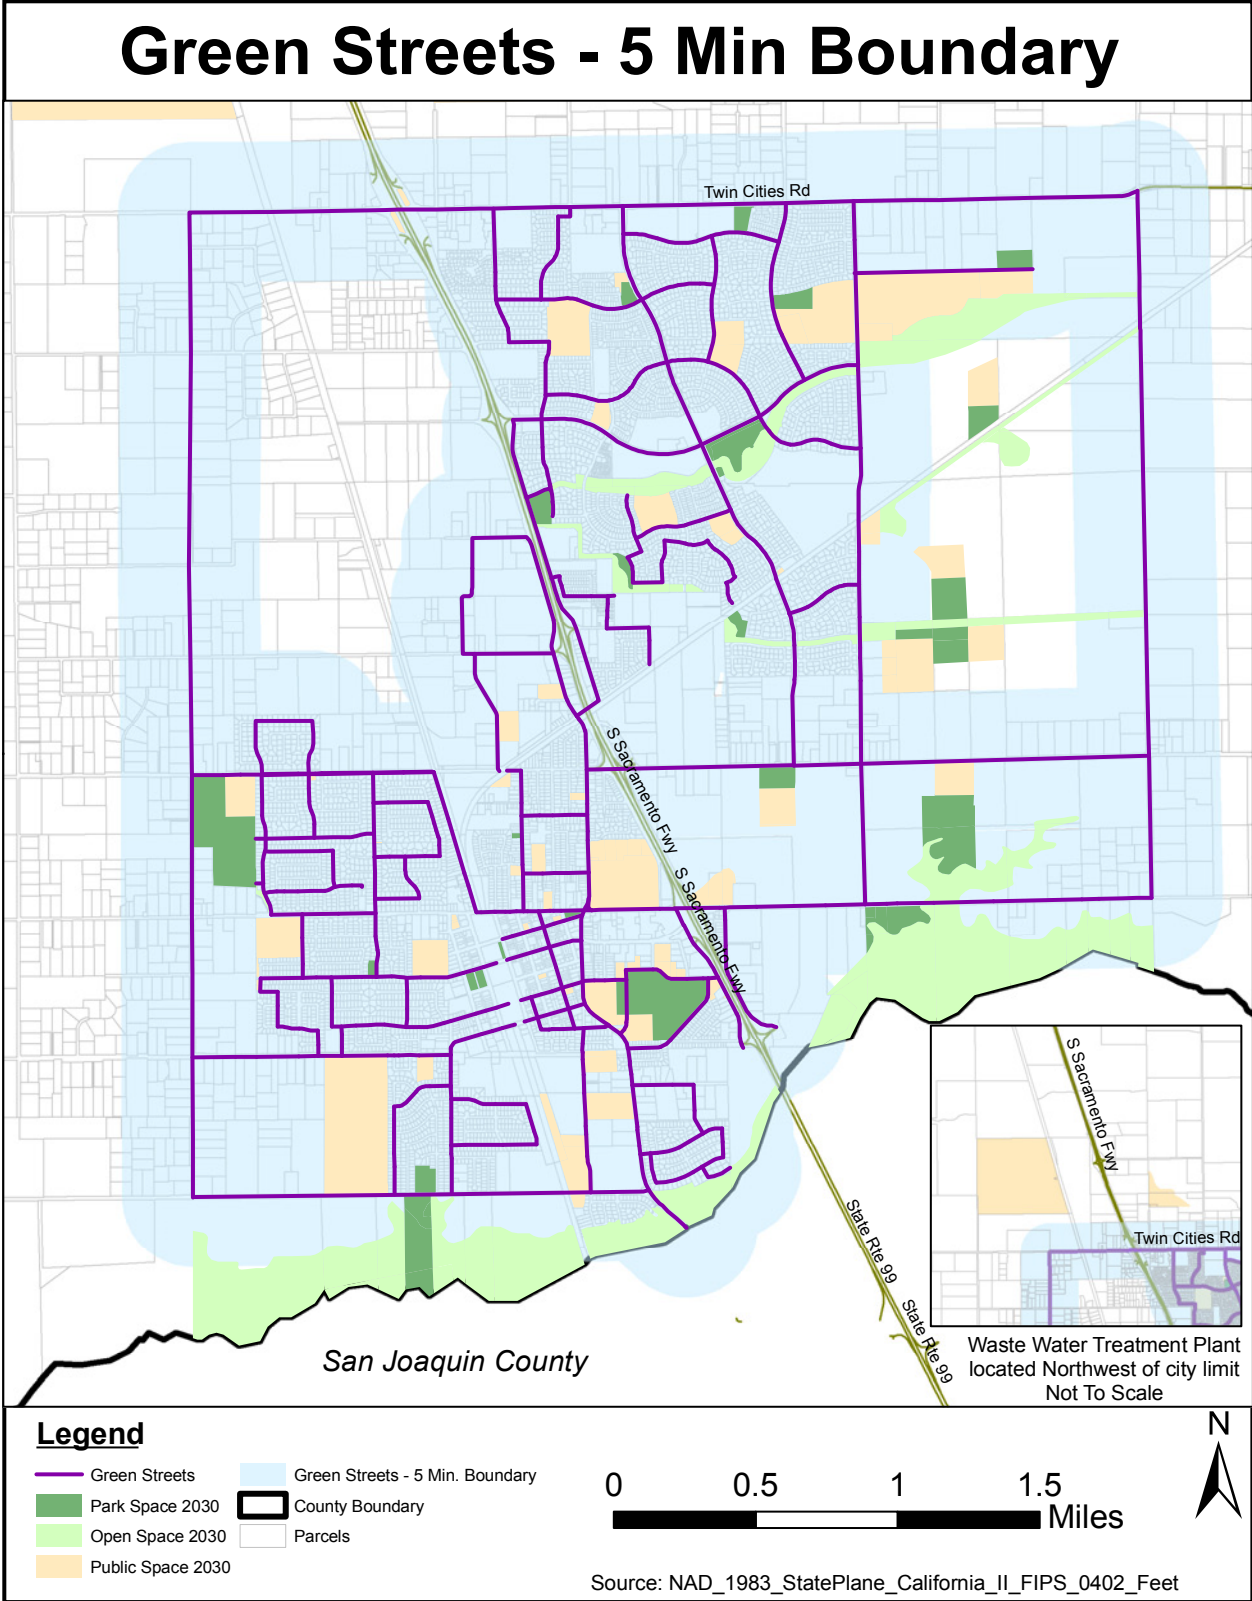 Green Streets - 5 Min Boundary
Twin Cities Rd
S Sacramento Fwy
S Sacramento Fwy
S Sacramento Fwy
Twin Cities Rd
State Rte 99
State Rte 99
San Joaquin County
Waste Water Treatment Plant
located Northwest of city limit
Not To Scale
Legend
Green Streets
Park Space 2030
Open Space 2030
Public Space 2030
Green Streets - 5 Min. Boundary
County Boundary
Parcels
0 0.5 1 1.5
Miles
N
Source: NAD_1983_StatePlane_California_II_FIPS_0402_Feet